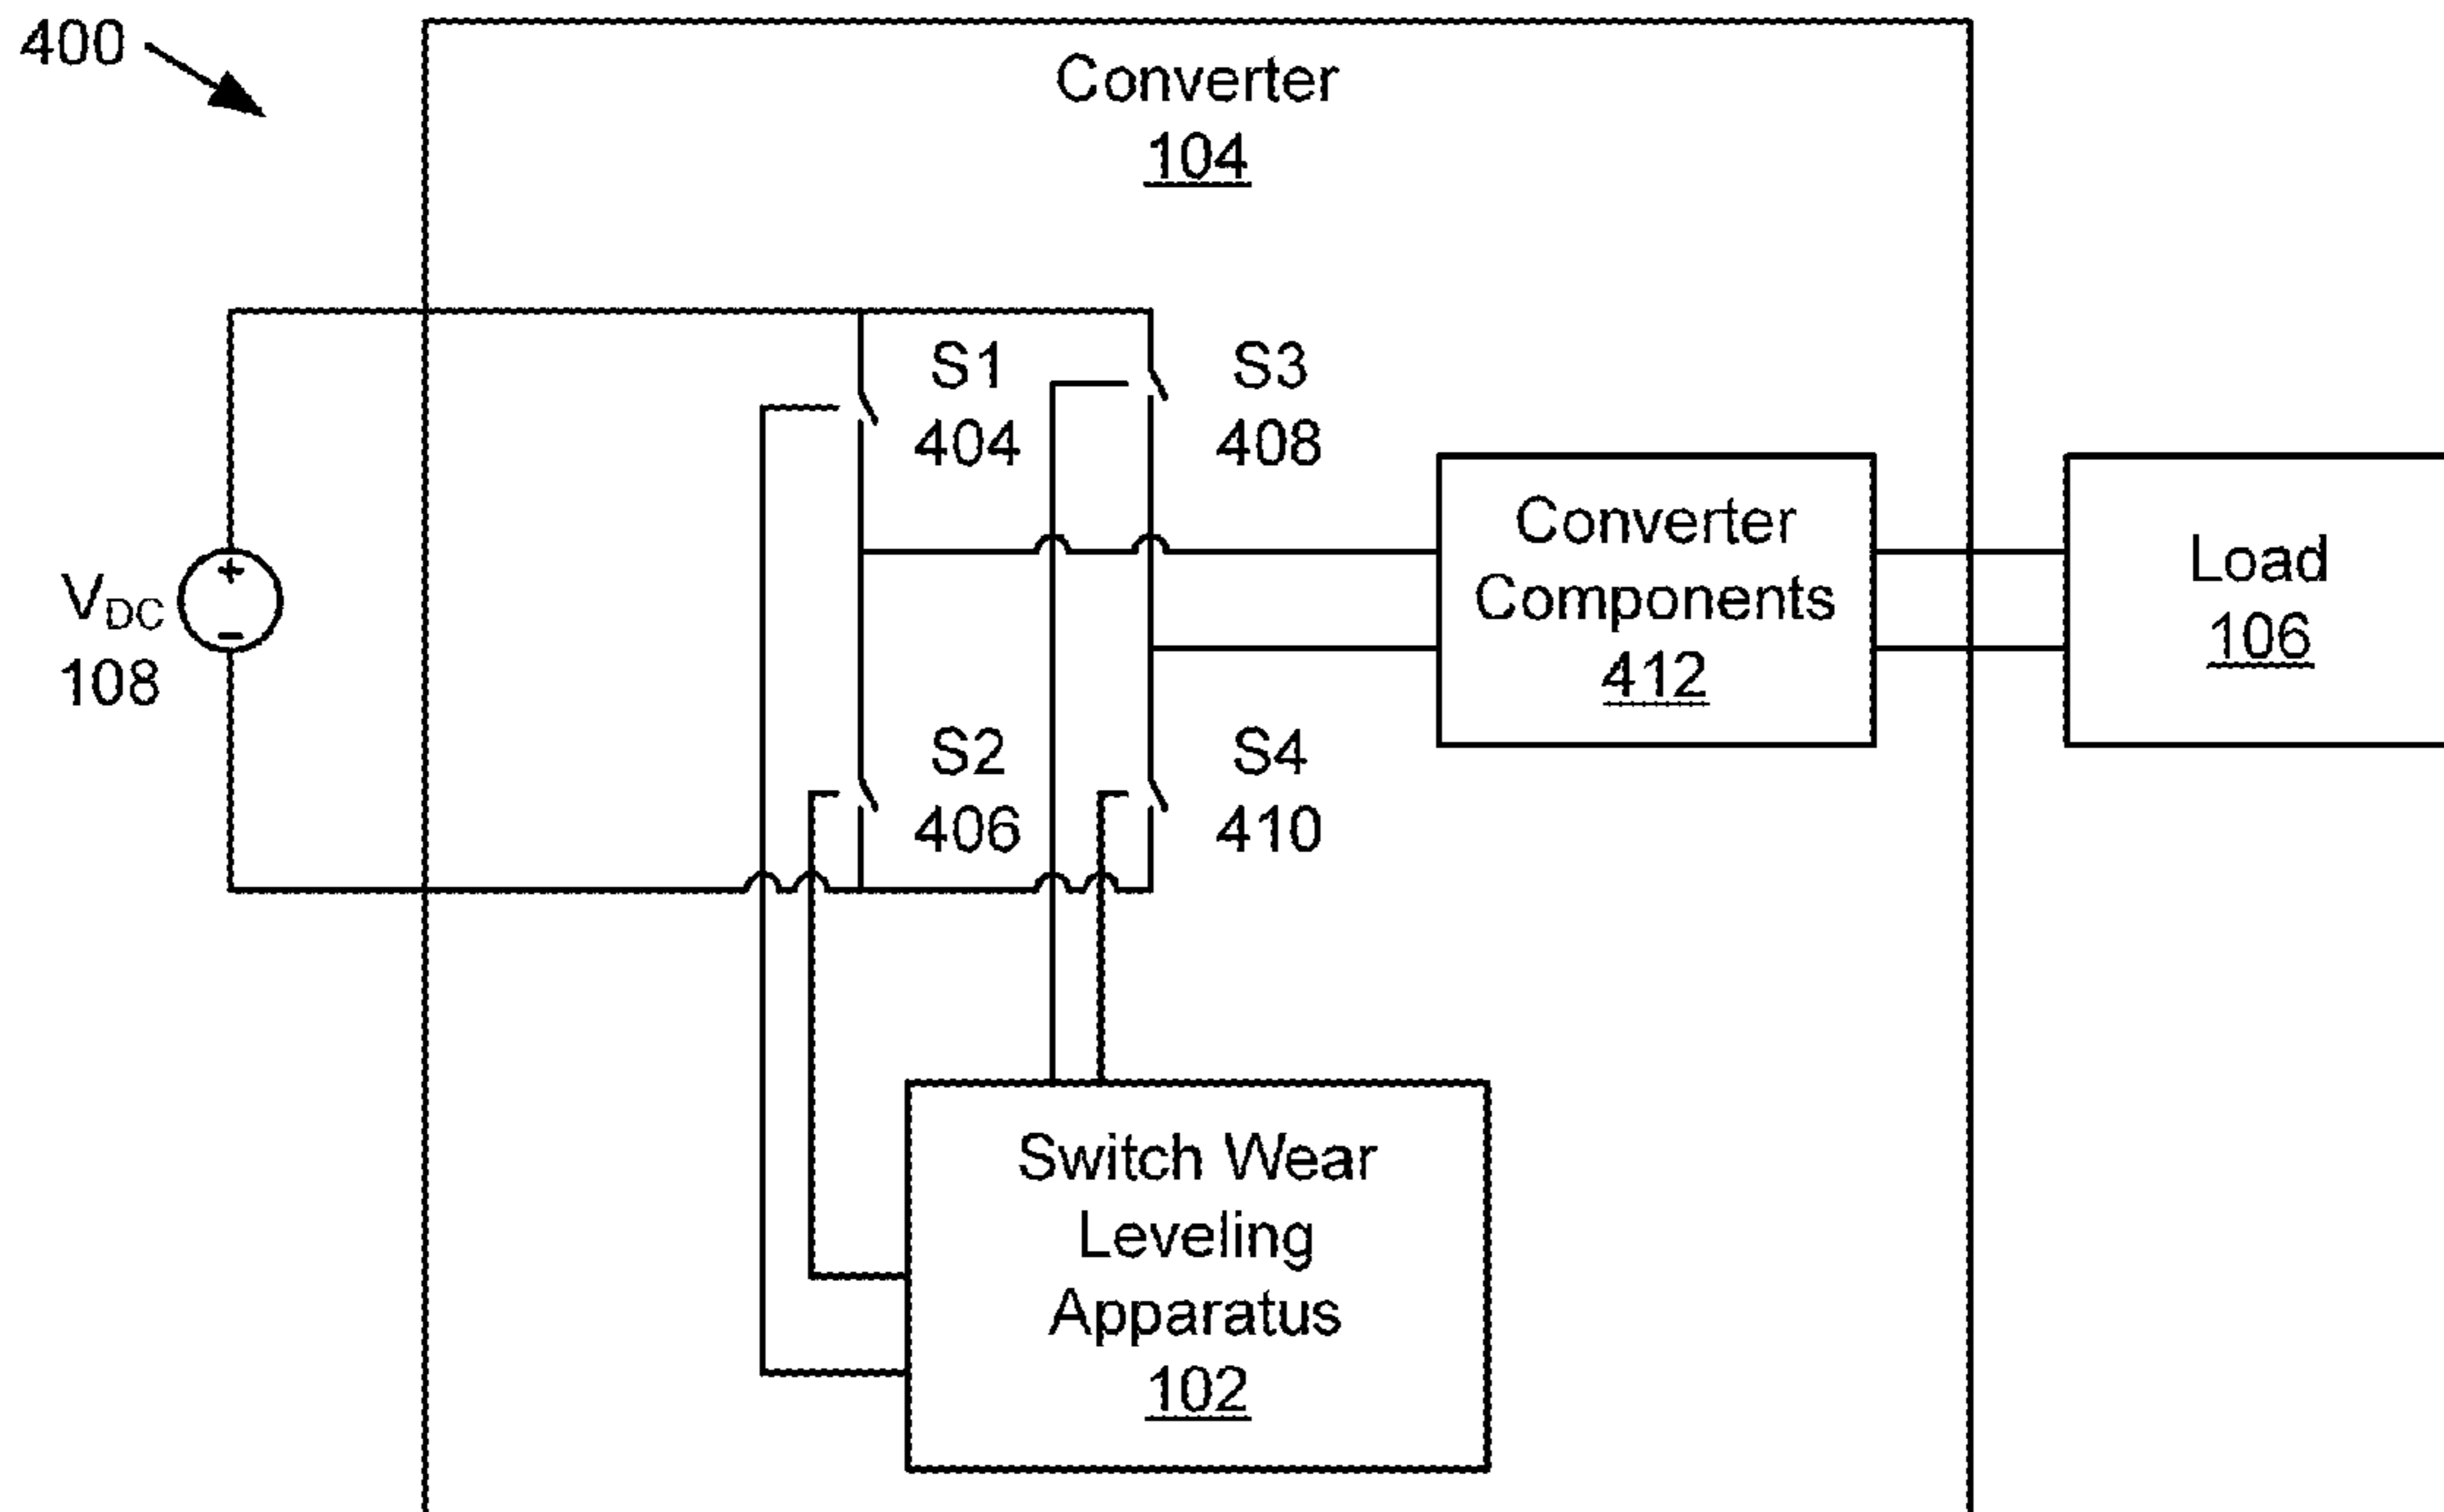 400
Converter
104
S1
404
S3
408
Converter
Components
412
Load
106
+
VDC
-
108
S2
406
S4
410
Switch Wear
Leveling
Apparatus
102